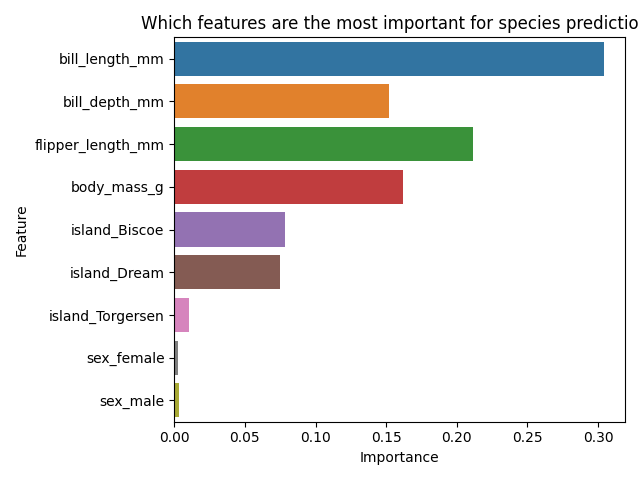 Which features are the most important for species predictio
bill_length_mm
bill_depth_mm
flipper_length_mm
body_mass_g
island_Biscoe
island_Dream
island_Torgersen
sex_female
sex_male
Feature
0.00 0.05 0.10 0.15 0.20 0.25 0.30
Importance